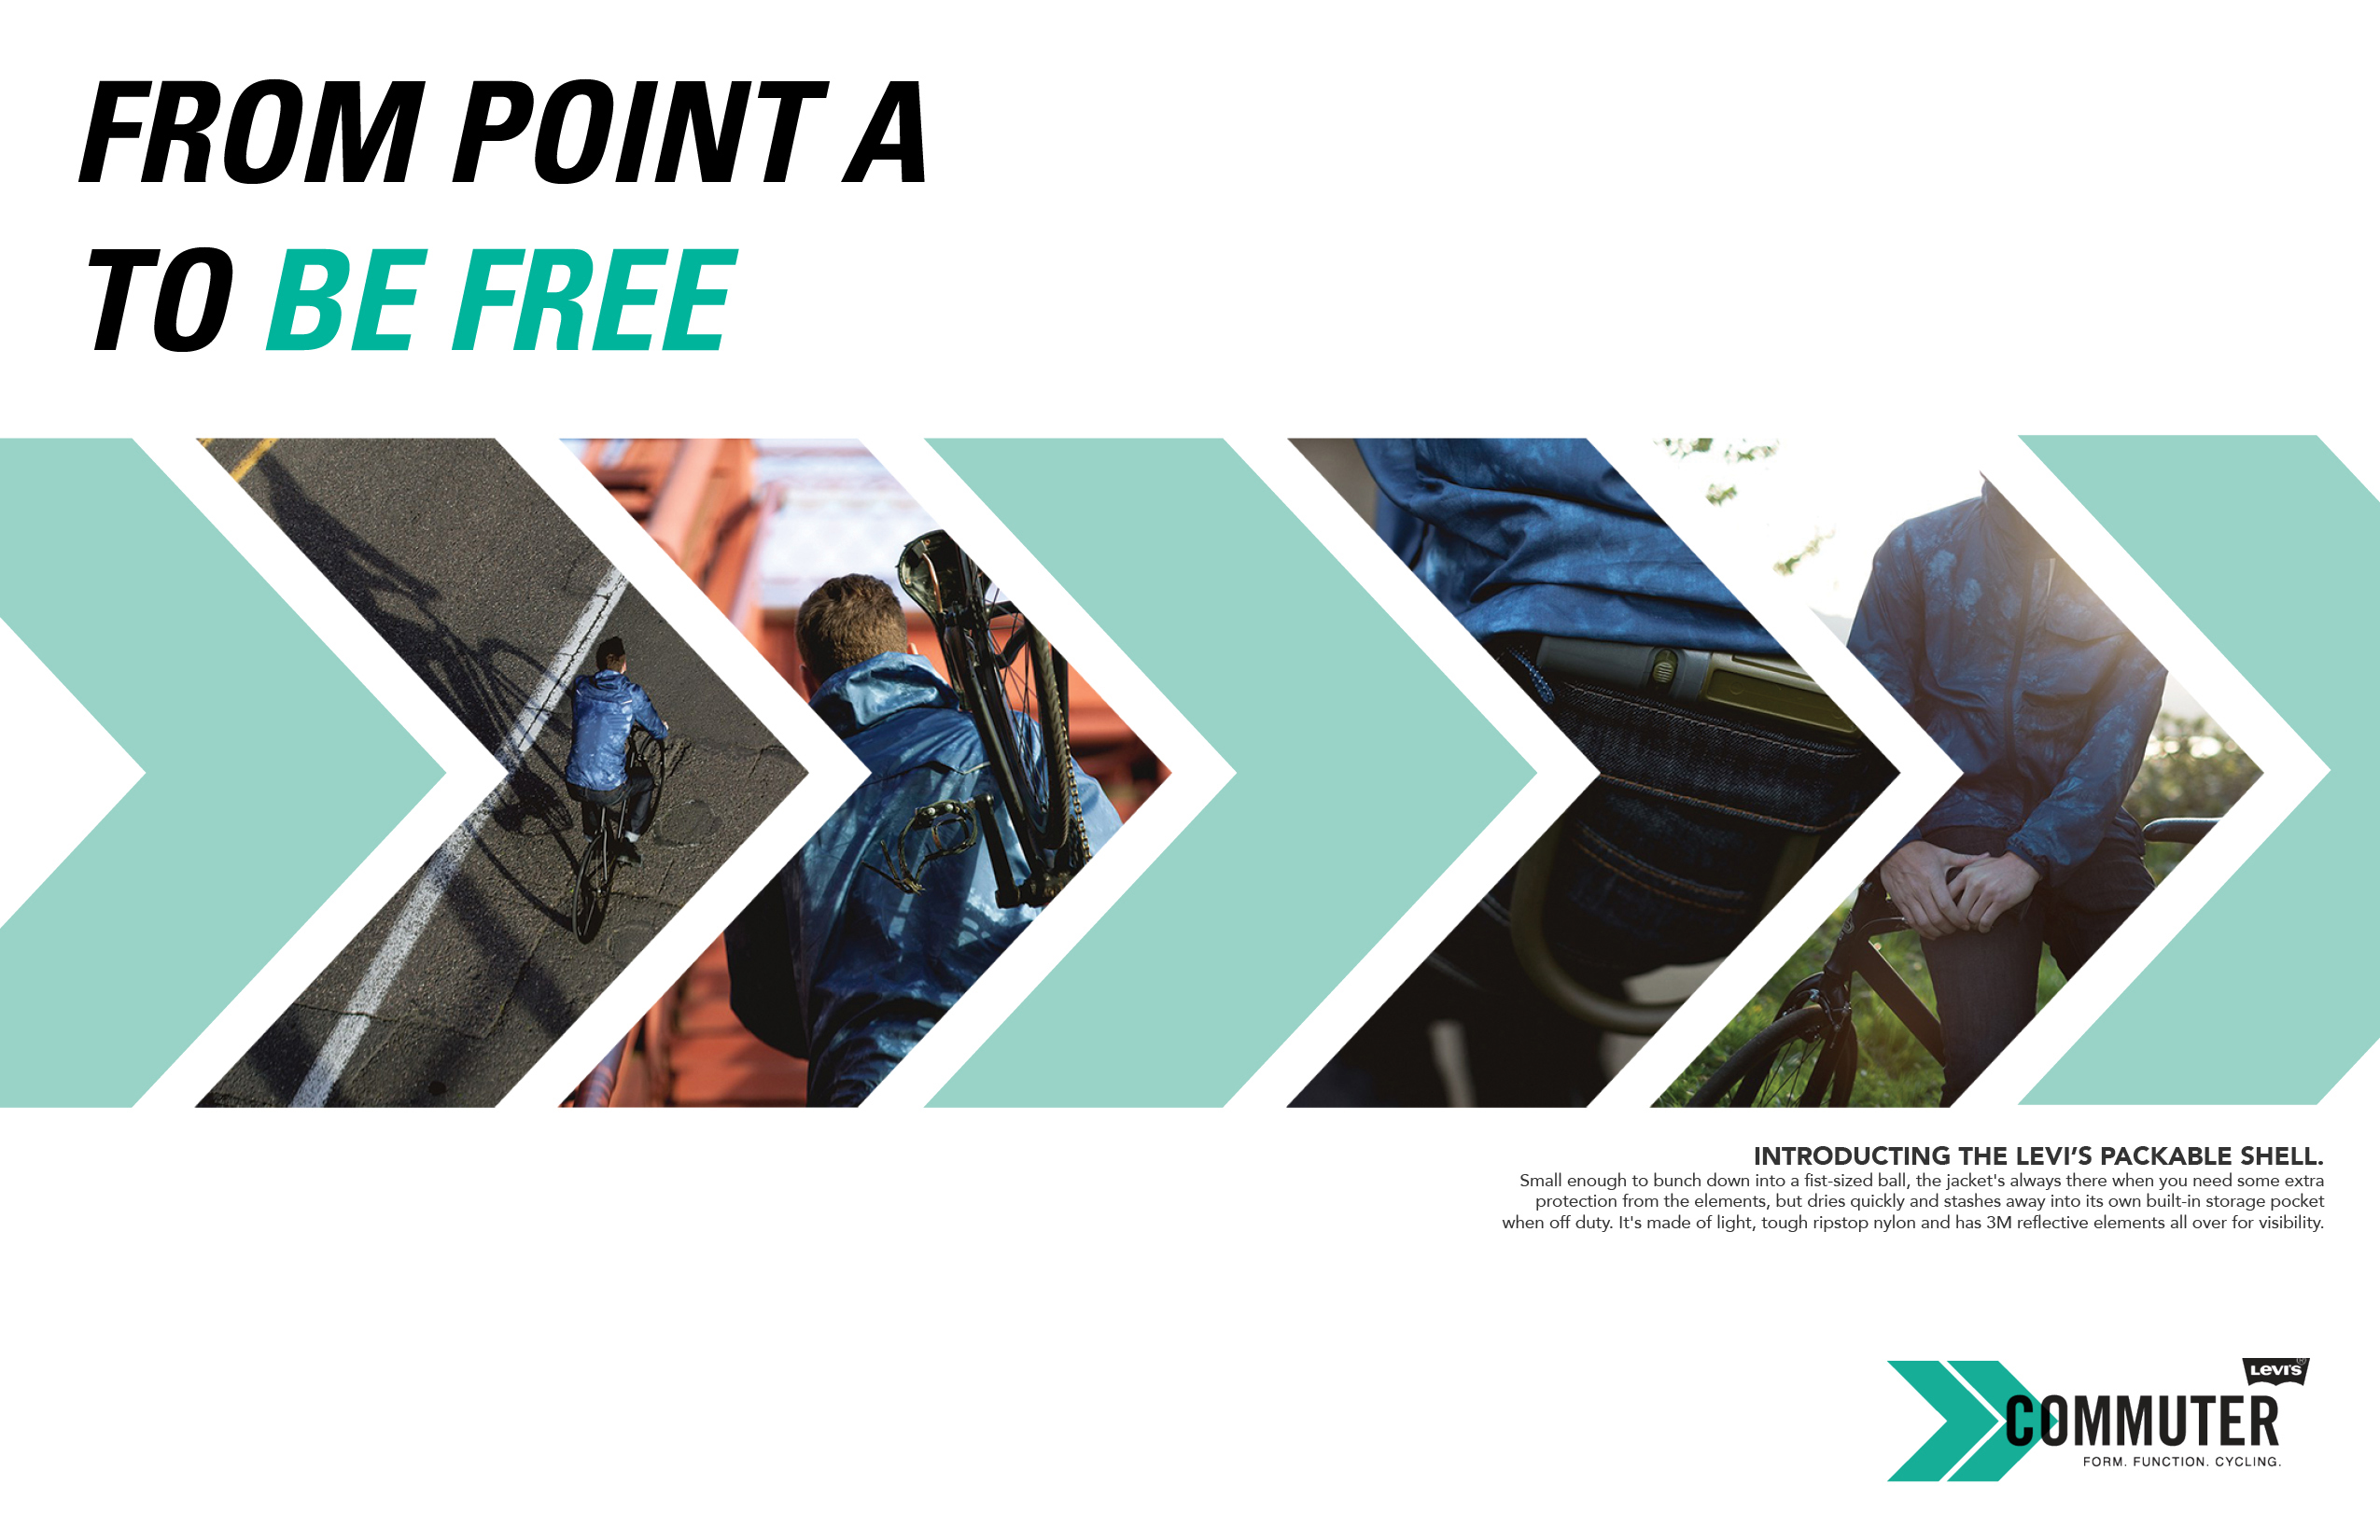 FROM POINT A
TO BE FREE
INTRODUCING THE LEVI’S PACKABLE SHELL.
Small enough to bunch down into a fist-sized ball, the jacket's always there when you need some extra
protection from the elements, but dries quickly and stashes away into its own built-in storage pocket
when off duty. It's made of light, tough ripstop nylon and has 3M reflective elements all over for visibility.
LEVI'S®
COMMUTER
FORM. FUNCTION. CYCLING.